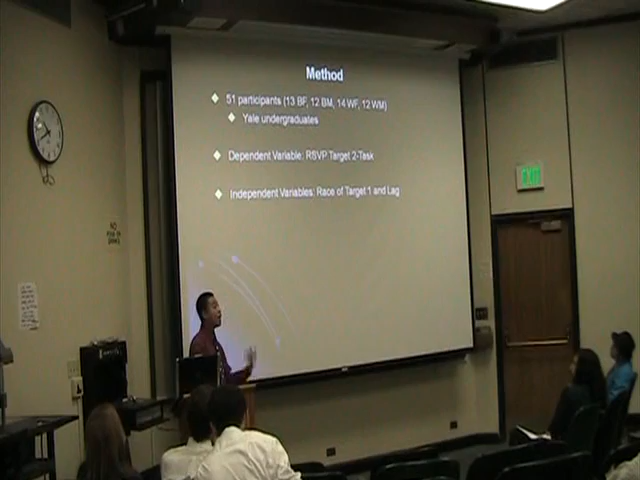 Method
51 participants (13 BF, 12 BM, 14 WF, 12 WM)
Yale undergraduates
Dependent Variable: RSVP Target 2-Task
Independent Variables: Race of Target 1 and Lag
EXIT
NO